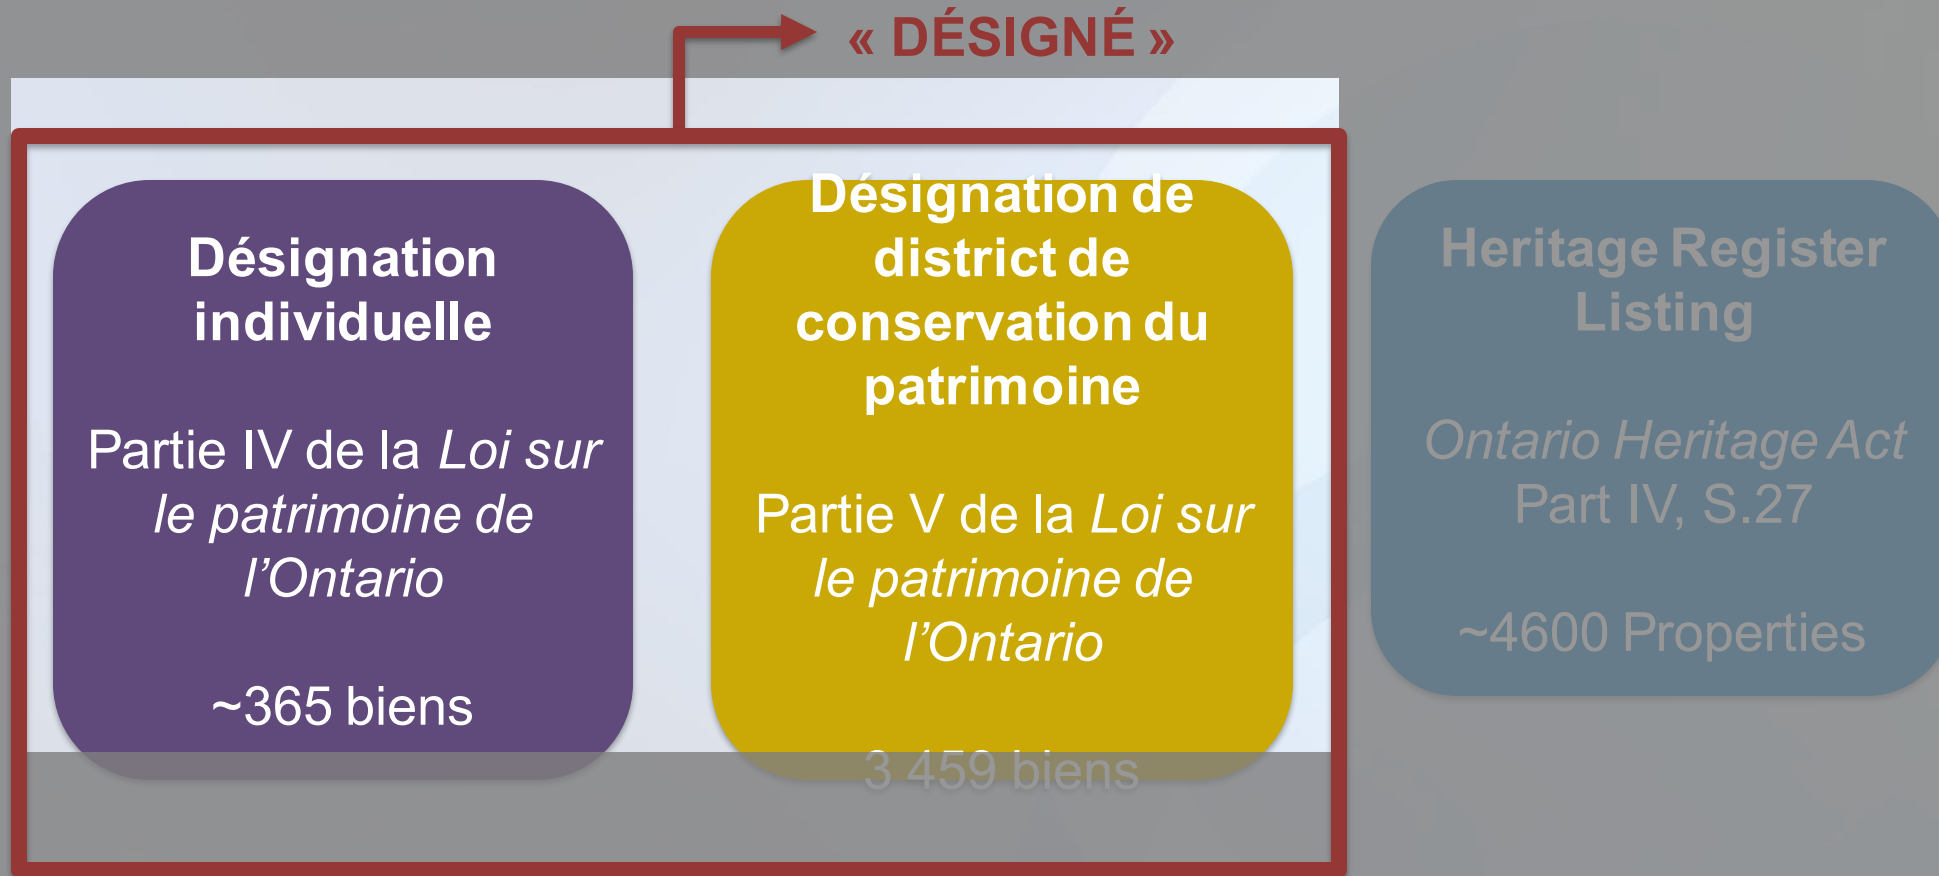 « DÉSIGNÉ »
Désignation
individuelle
Partie IV de la Loi sur
le patrimoine de
l’Ontario
~365 biens
Désignation de
district de
conservation du
patrimoine
Partie V de la Loi sur
le patrimoine de
l’Ontario
3 459 biens
Heritage Register
Listing
Ontario Heritage Act
Part IV, S.27
~4600 Properties